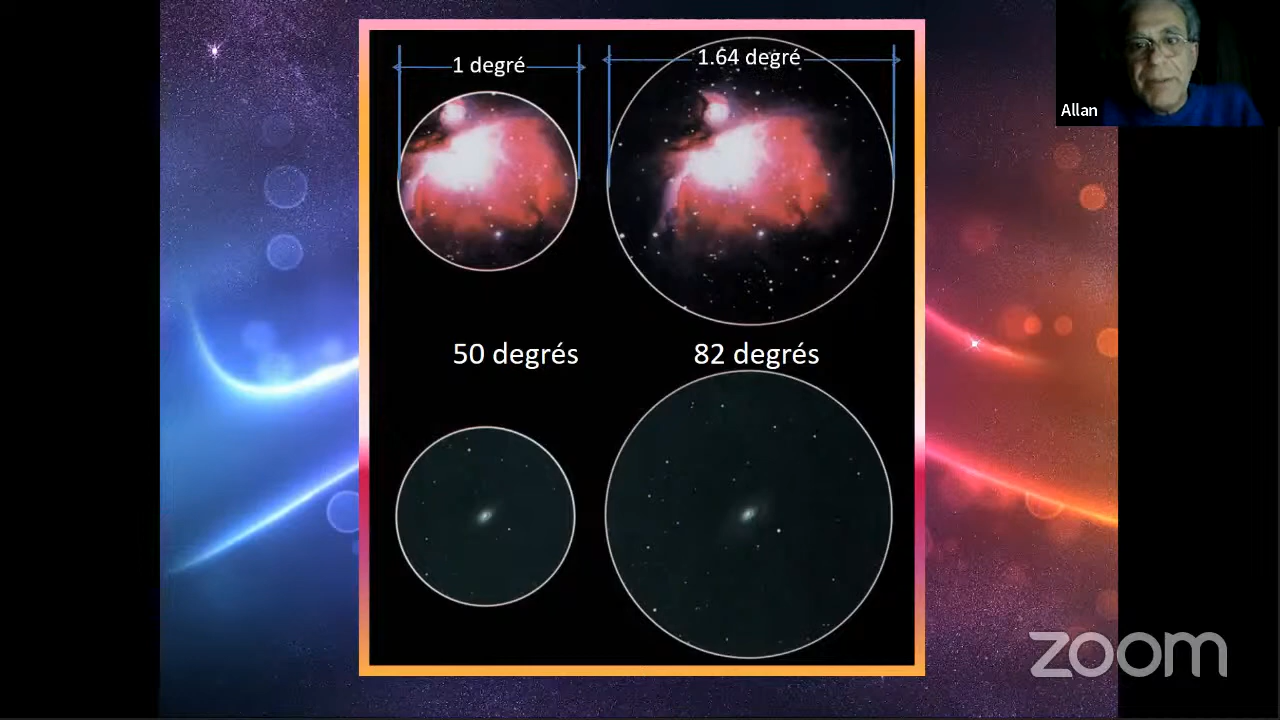 1 degré
1.64 degré
Allan
50 degrés
82 degrés
zoom